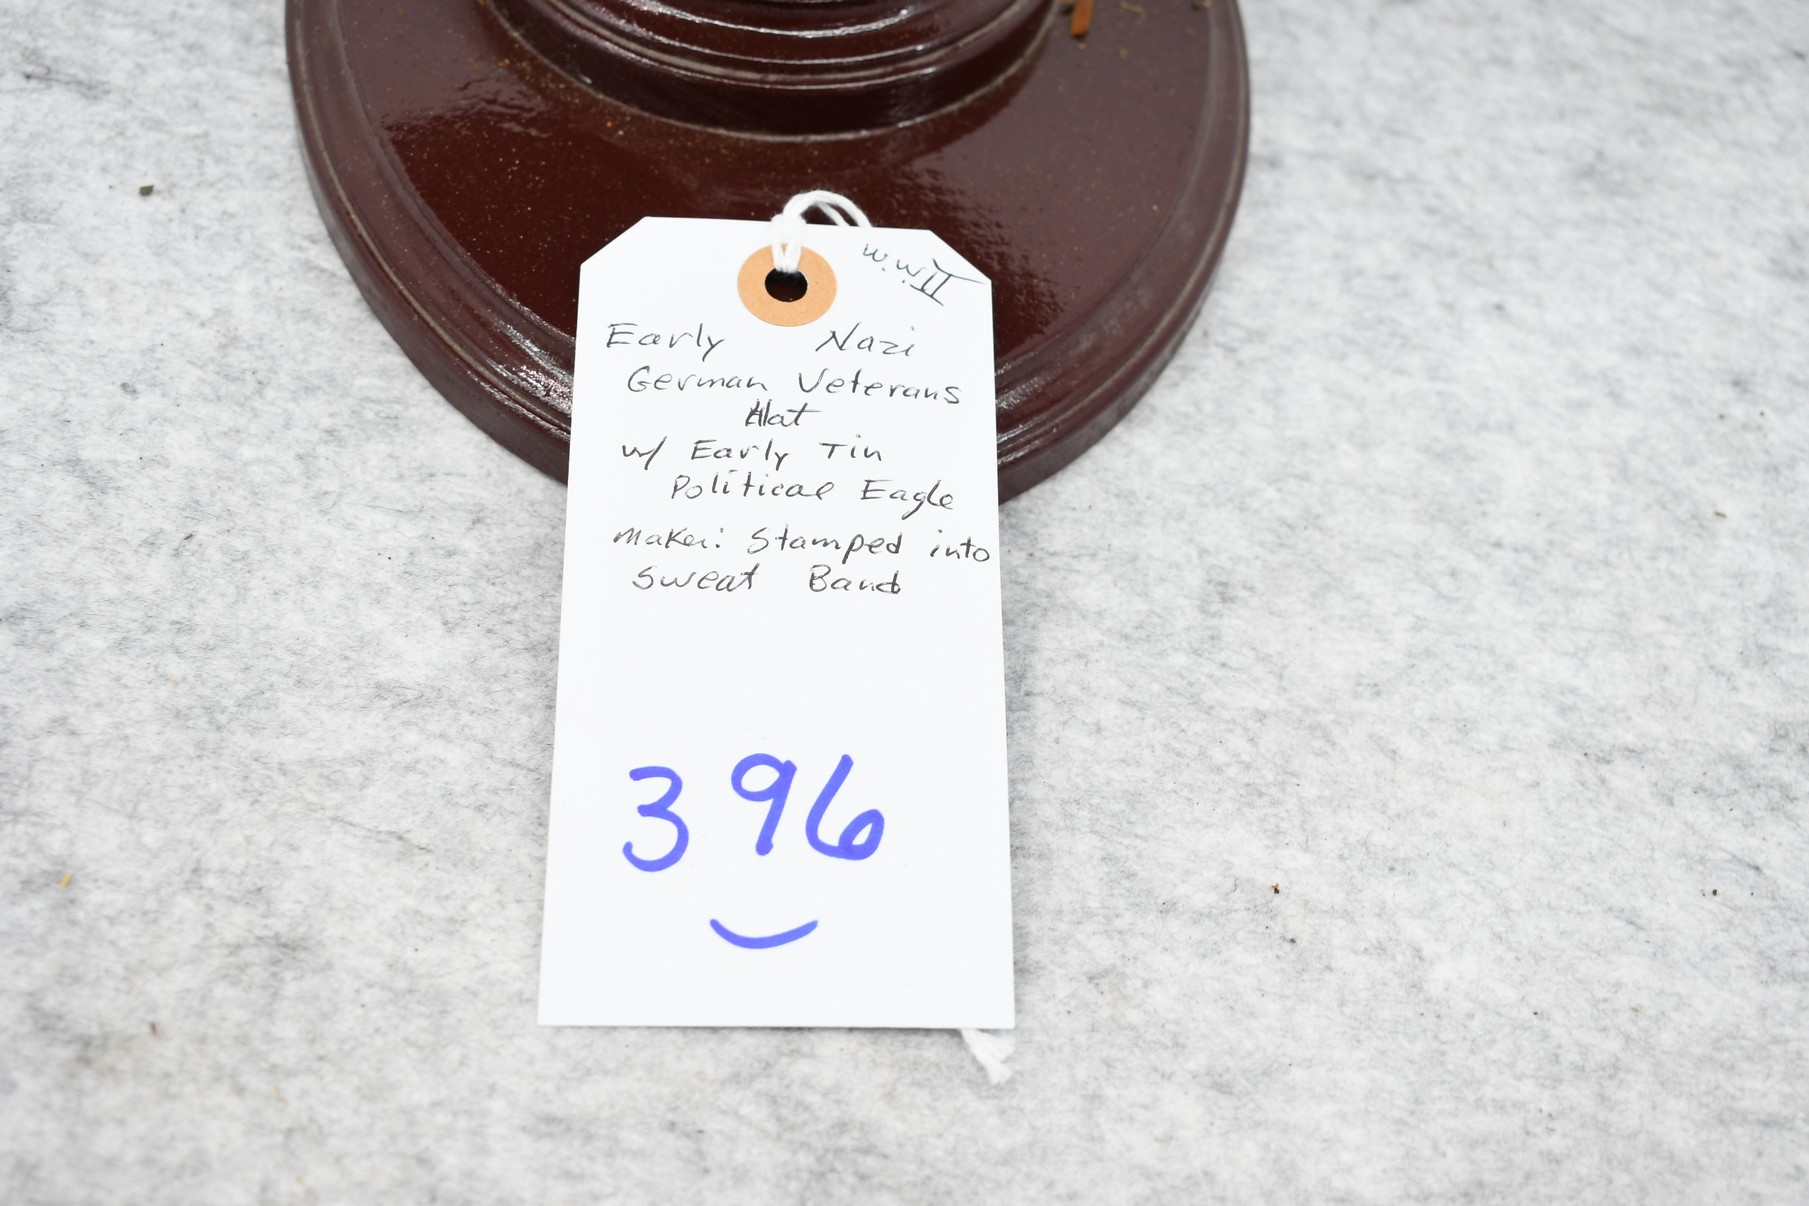 W.W.II
Early Nazi
German Veterans
Hat
w/ Early Tin
Political Eagle
Maker: Stamped into
Sweat Band
396